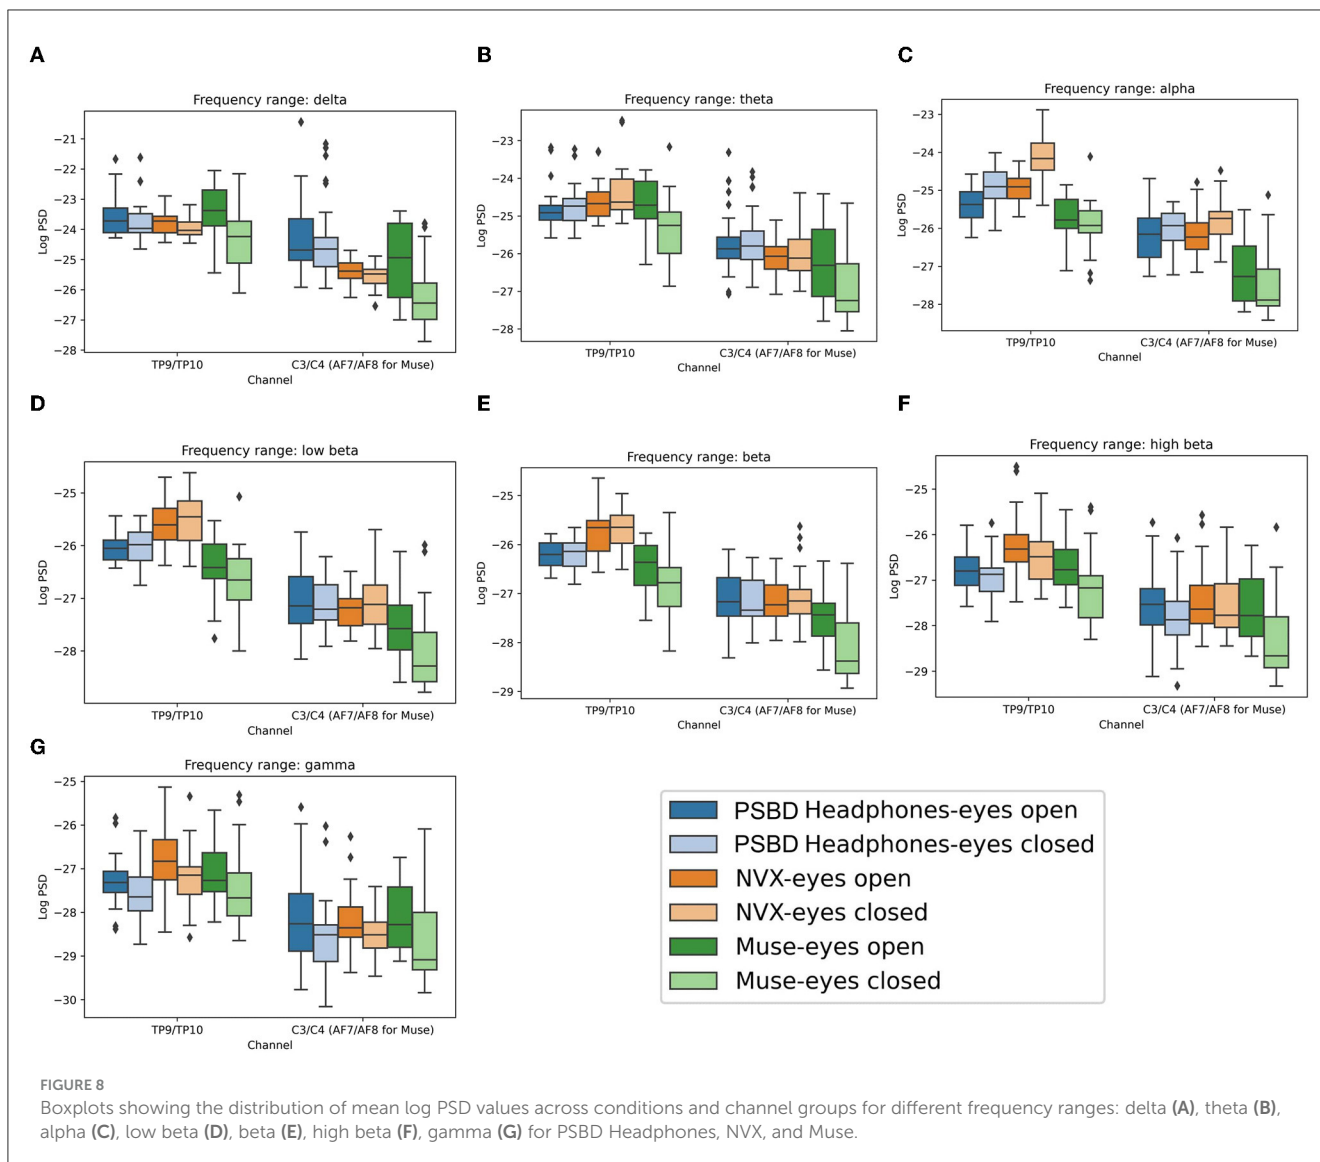 A
Frequency range: delta
Log PSD
−21
−22
−23
−24
−25
−26
−27
−28
TP9/TP10
C3/C4 (AF7/AF8 for Muse)
Channel
B
Frequency range: theta
Log PSD
−23
−24
−25
−26
−27
−28
TP9/TP10
C3/C4 (AF7/AF8 for Muse)
Channel
C
Frequency range: alpha
Log PSD
−23
−24
−25
−26
−27
−28
TP9/TP10
C3/C4 (AF7/AF8 for Muse)
Channel
D
Frequency range: low beta
Log PSD
−25
−26
−27
−28
TP9/TP10
C3/C4 (AF7/AF8 for Muse)
Channel
E
Frequency range: beta
Log PSD
−25
−26
−27
−28
−29
TP9/TP10
C3/C4 (AF7/AF8 for Muse)
Channel
F
Frequency range: high beta
Log PSD
−25
−26
−27
−28
−29
TP9/TP10
C3/C4 (AF7/AF8 for Muse)
Channel
G
Frequency range: gamma
Log PSD
−25
−26
−27
−28
−29
−30
TP9/TP10
C3/C4 (AF7/AF8 for Muse)
Channel
PSBD Headphones-eyes open
PSBD Headphones-eyes closed
NVX-eyes open
NVX-eyes closed
Muse-eyes open
Muse-eyes closed
FIGURE 8
Boxplots showing the distribution of mean log PSD values across conditions and channel groups for different frequency ranges: delta (A), theta (B),
alpha (C), low beta (D), beta (E), high beta (F), gamma (G) for PSBD Headphones, NVX, and Muse.